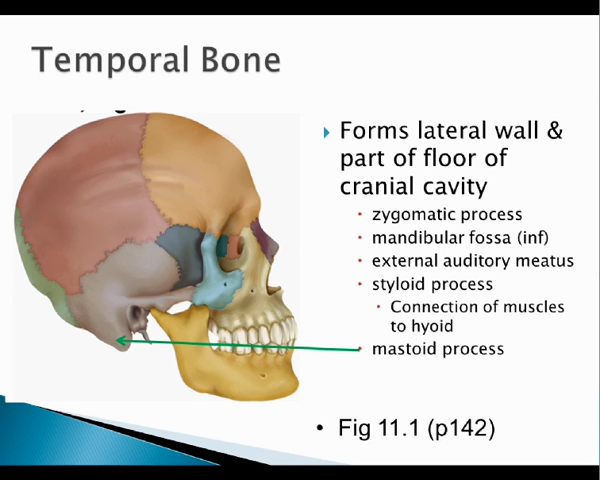 Temporal Bone
Forms lateral wall &
part of floor of
cranial cavity
zygomatic process
mandibular fossa (inf)
external auditory meatus
styloid process
Connection of muscles
to hyoid
mastoid process
Fig 11.1 (p142)